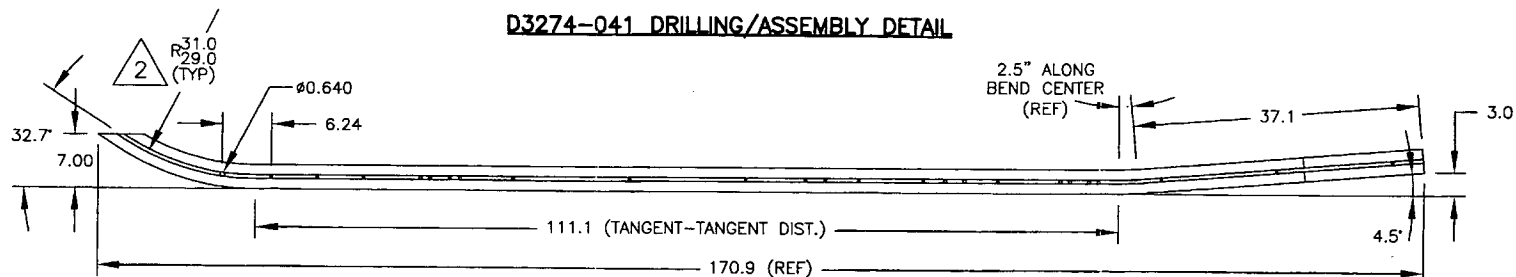 D3274-041 DRILLING/ASSEMBLY DETAIL
2
R31.0
29.0
(TYP)
ø0.640
2.5" ALONG
BEND CENTER
(REF)
32.7°
6.24
37.1
3.0
7.00
111.1 (TANGENT-TANGENT DIST.)
4.5°
170.9 (REF)